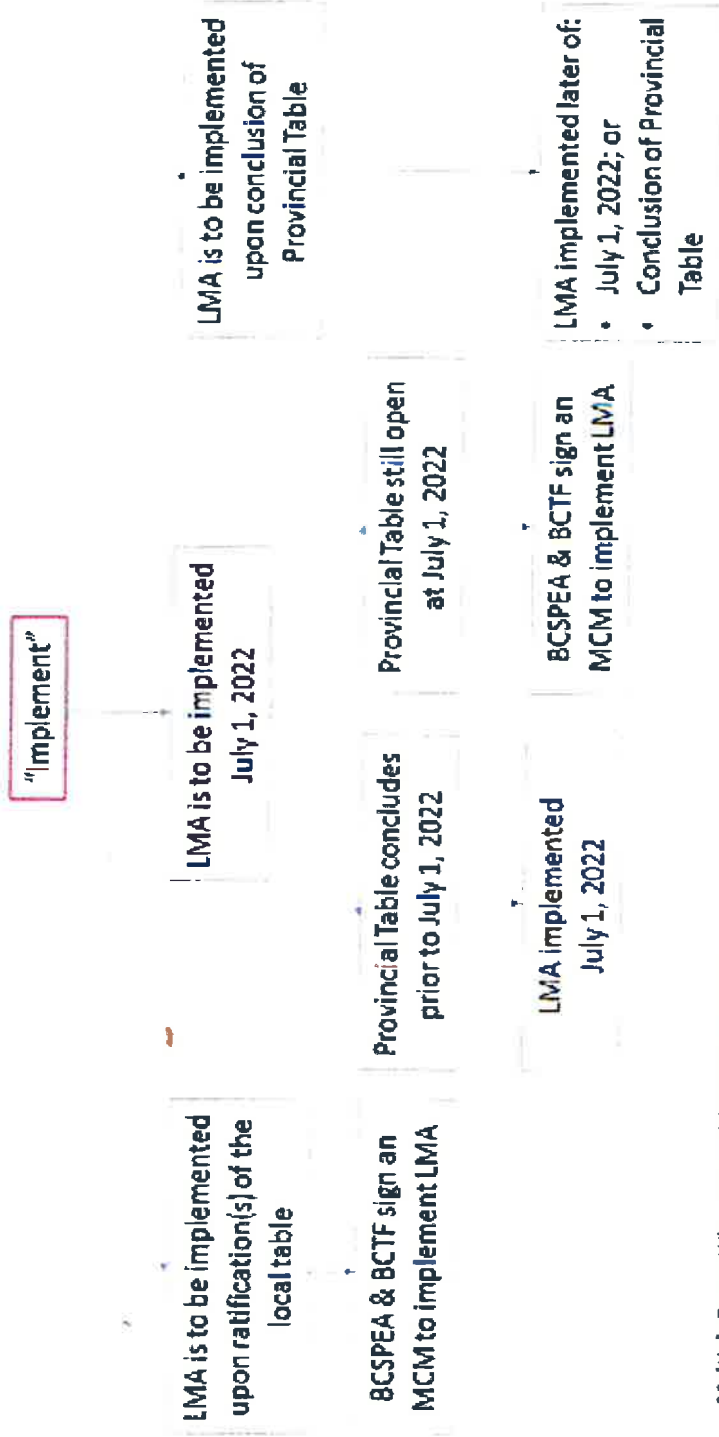 "Implement"
LMA is to be implemented
upon ratification(s) of the
local table
LMA is to be implemented
July 1, 2022
LMA is to be implemented
upon conclusion of
Provincial Table
BCSPEA & BCTF sign an
MCM to implement LMA
Provincial Table concludes
prior to July 1, 2022
Provincial Table still open
at July 1, 2022
LMA implemented
July 1, 2022
BCSPEA & BCTF sign an
MCM to implement LMA
LMA implemented later of:
• July 1, 2022; or
• Conclusion of Provincial
Table